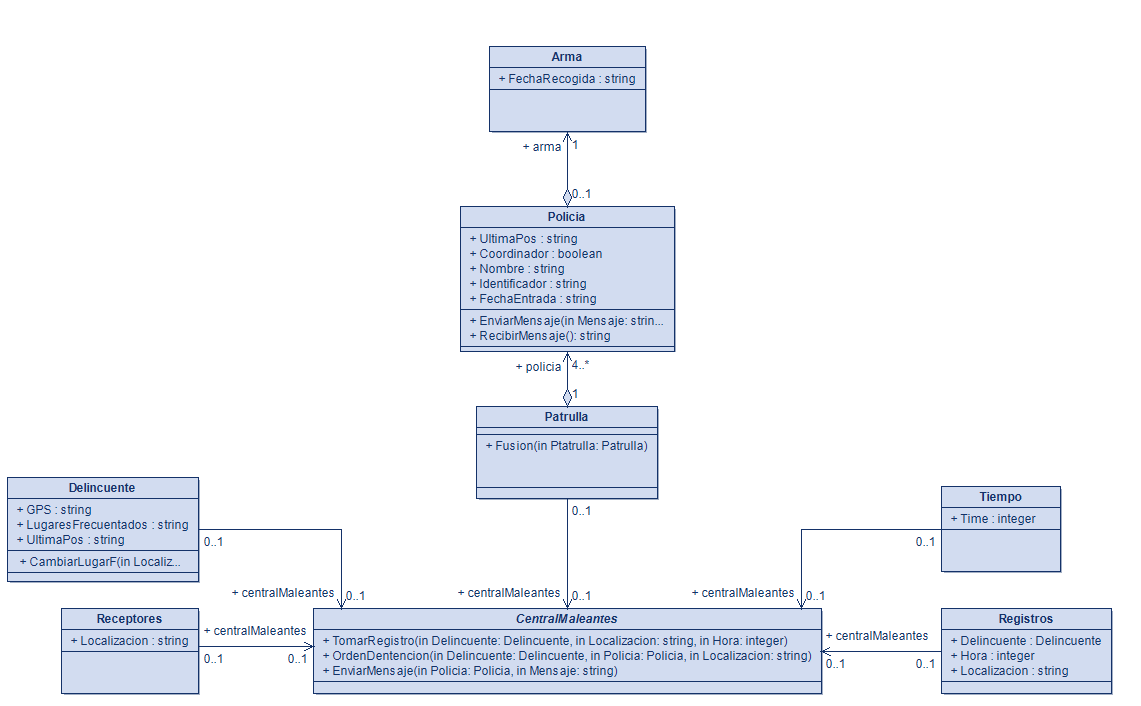 Arma
+ FechaRecogida : string
+ arma
1
0..1
Policia
+ UltimaPos : string
+ Coordinador : boolean
+ Nombre : string
+ Identificador : string
+ FechaEntrada : string
+ EnviarMensaje(in Mensaje: strin...
+ RecibirMensaje(): string
+ policia
4..*
1
Patrulla
+ Fusion(in Ptatrulla: Patrulla)
0..1
Delincuente
+ GPS : string
+ LugaresFrecuentados : string
+ UltimaPos : string
+ CambiarLugarF(in Localiz...
0..1
Tiempo
+ Time : integer
0..1
+ centralMaleantes
0..1
+ centralMaleantes
0..1
+ centralMaleantes
0..1
Receptores
+ Localizacion : string
+ centralMaleantes
0..1
0..1
CentralMaleantes
+ TomarRegistro(in Delincuente: Delincuente, in Localizacion: string, in Hora: integer)
+ OrdenDentencion(in Delincuente: Delincuente, in Policia: Policia, in Localizacion: string)
+ EnviarMensaje(in Policia: Policia, in Mensaje: string)
+ centralMaleantes
0..1
0..1
Registros
+ Delincuente : Delincuente
+ Hora : integer
+ Localizacion : string